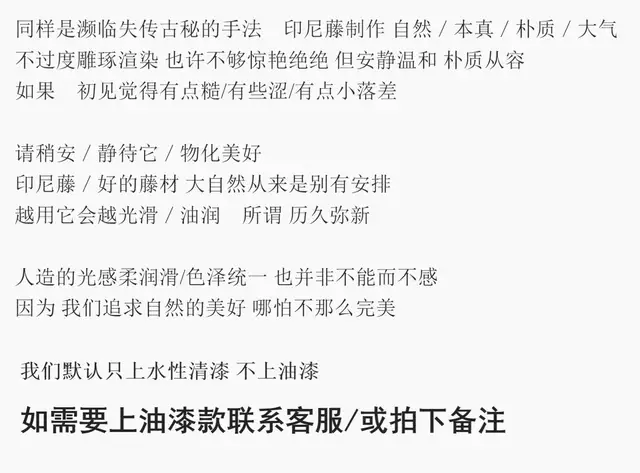 同样是濒临失传古秘的手法　印尼藤制作 自然 / 本真 / 朴质 / 大气
不过度雕琢渲染 也许不够惊艳绝绝 但安静温和 朴质从容
如果　初见觉得有点糙/有些涩/有点小落差
请稍安 / 静待它 / 物化美好
印尼藤 / 好的藤材 大自然从来是别有安排
越用它会越光滑 / 油润　所谓 历久弥新
人造的光感柔润滑/色泽统一 也并非不能而不感
因为 我们追求自然的美好 哪怕不那么完美
我们默认只上水性清漆 不上油漆
如需要上油漆款联系客服/或拍下备注